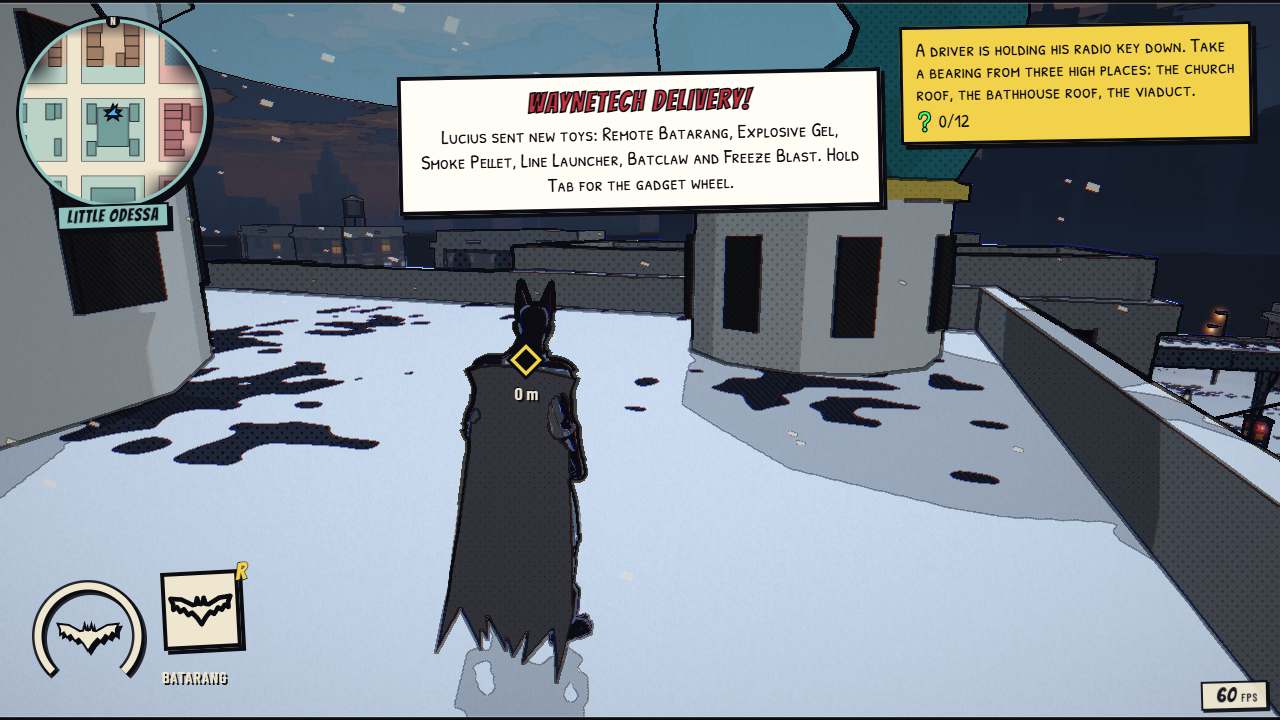 N
LITTLE ODESSA
WAYNETECH DELIVERY!
LUCIUS SENT NEW TOYS: REMOTE BATARANG, EXPLOSIVE GEL,
SMOKE PELLET, LINE LAUNCHER, BATCLAW AND FREEZE BLAST. HOLD
TAB FOR THE GADGET WHEEL.
A DRIVER IS HOLDING HIS RADIO KEY DOWN. TAKE
A BEARING FROM THREE HIGH PLACES: THE CHURCH
ROOF, THE BATHHOUSE ROOF, THE VIADUCT.
? 0/12
0 m
R
BATARANG
60 FPS